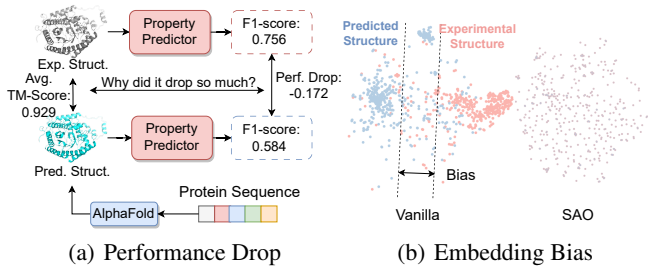 Exp. Struct.
Property
Predictor
F1-score:
0.756
Avg.
TM-Score:
0.929
Why did it drop so much?
Perf. Drop:
-0.172
Pred. Struct.
Property
Predictor
F1-score:
0.584
AlphaFold
Protein Sequence
(a) Performance Drop
Predicted
Structure
Experimental
Structure
Bias
Vanilla
SAO
(b) Embedding Bias